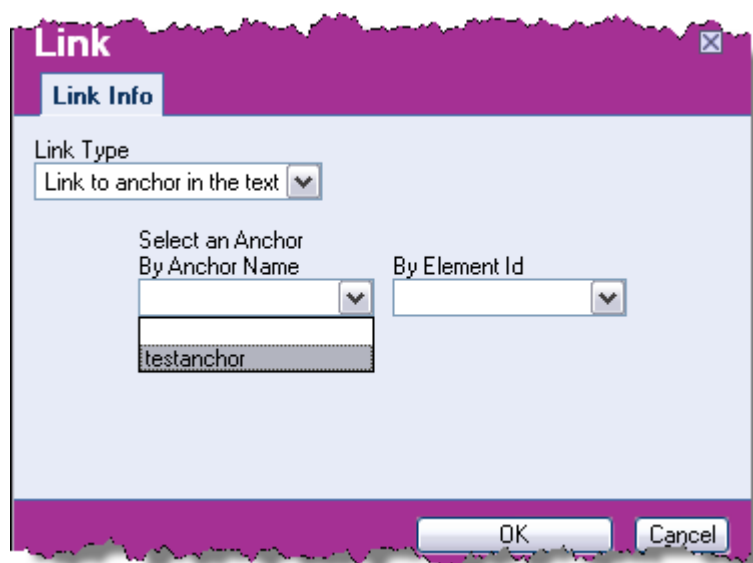 Link
Link Info
Link Type
Link to anchor in the text
Select an Anchor
By Anchor Name By Element Id
testanchor
OK Cancel